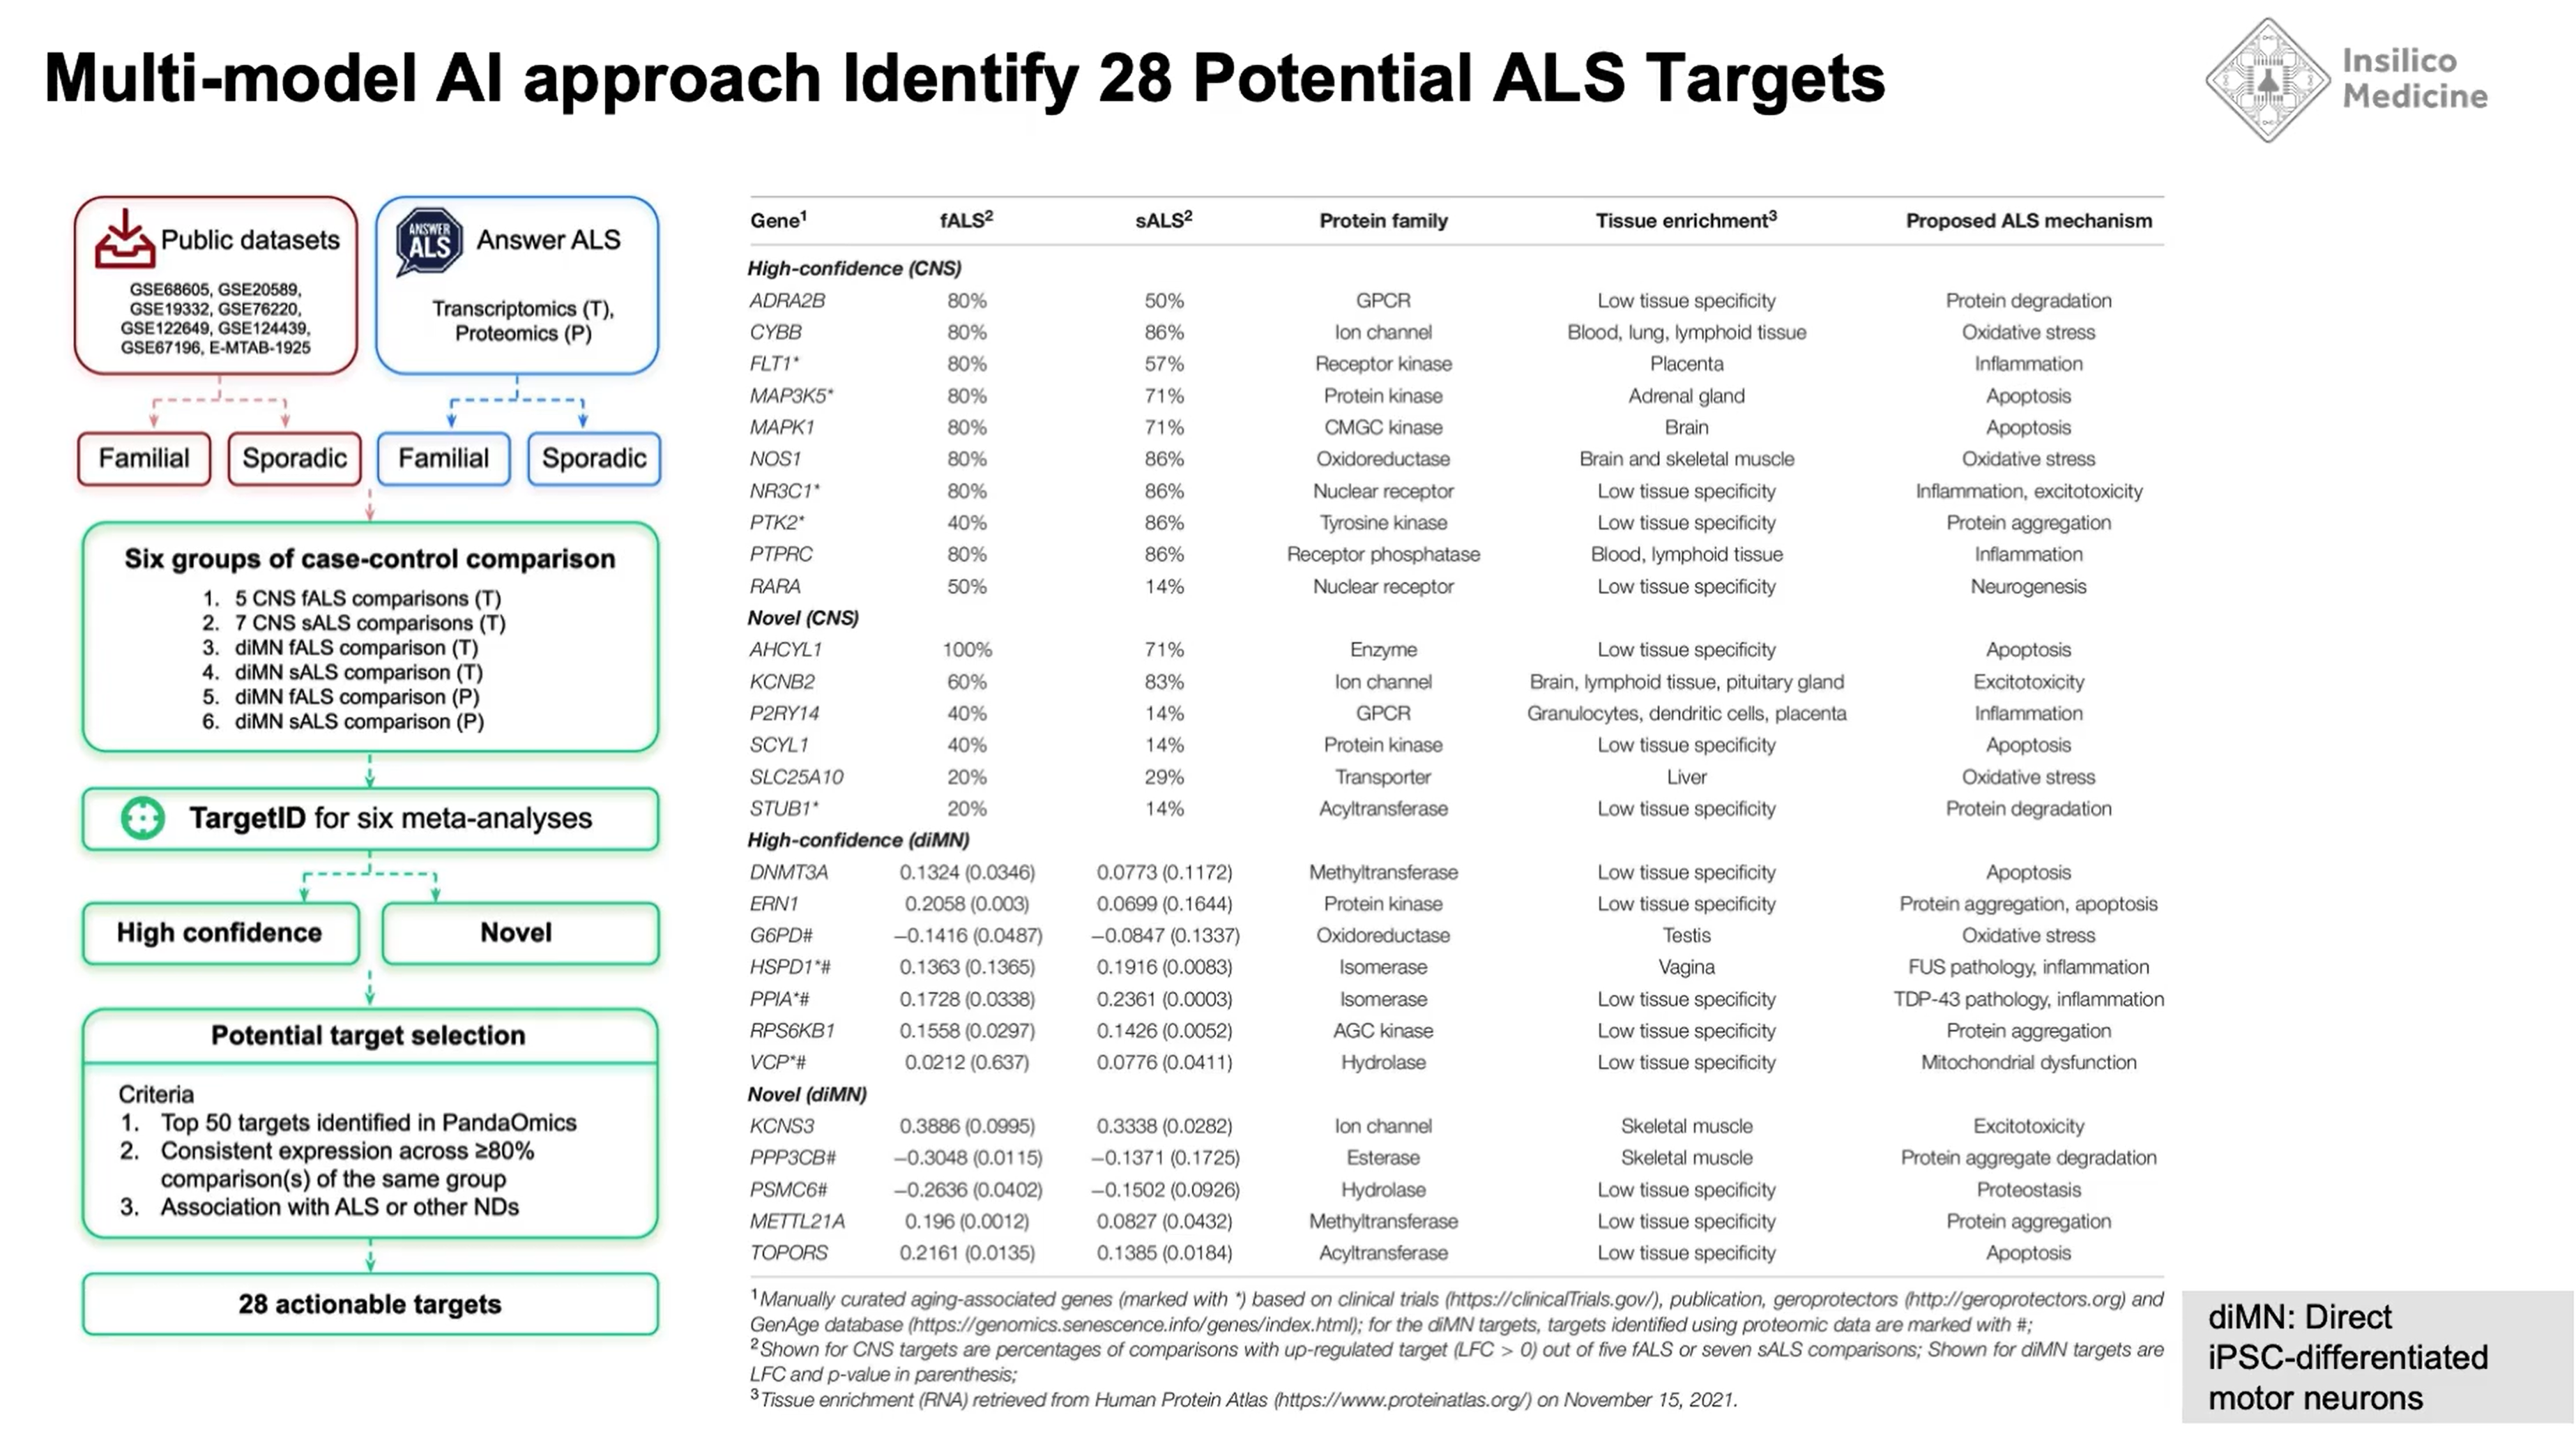 Multi-model AI approach Identify 28 Potential ALS Targets
Insilico
Medicine
Public datasets
GSE68605, GSE20589,
GSE19332, GSE76220,
GSE122649, GSE124439,
GSE67196, E-MTAB-1925
ANSWER
ALS
Answer ALS
Transcriptomics (T),
Proteomics (P)
Familial
Sporadic
Familial
Sporadic
Six groups of case-control comparison
1. 5 CNS fALS comparisons (T)
2. 7 CNS sALS comparisons (T)
3. diMN fALS comparison (T)
4. diMN sALS comparison (T)
5. diMN fALS comparison (P)
6. diMN sALS comparison (P)
TargetID for six meta-analyses
High confidence
Novel
Potential target selection
Criteria
1. Top 50 targets identified in PandaOmics
2. Consistent expression across ≥80%
comparison(s) of the same group
3. Association with ALS or other NDs
28 actionable targets
Gene1 fALS2 sALS2 Protein family Tissue enrichment3 Proposed ALS mechanism
High-confidence (CNS)
ADRA2B 80% 50% GPCR Low tissue specificity Protein degradation
CYBB 80% 86% Ion channel Blood, lung, lymphoid tissue Oxidative stress
FLT1* 80% 57% Receptor kinase Placenta Inflammation
MAP3K5* 80% 71% Protein kinase Adrenal gland Apoptosis
MAPK1 80% 71% CMGC kinase Brain Apoptosis
NOS1 80% 86% Oxidoreductase Brain and skeletal muscle Oxidative stress
NR3C1* 80% 86% Nuclear receptor Low tissue specificity Inflammation, excitotoxicity
PTK2* 40% 86% Tyrosine kinase Low tissue specificity Protein aggregation
PTPRC 80% 86% Receptor phosphatase Blood, lymphoid tissue Inflammation
RARA 50% 14% Nuclear receptor Low tissue specificity Neurogenesis
Novel (CNS)
AHCYL1 100% 71% Enzyme Low tissue specificity Apoptosis
KCNB2 60% 83% Ion channel Brain, lymphoid tissue, pituitary gland Excitotoxicity
P2RY14 40% 14% GPCR Granulocytes, dendritic cells, placenta Inflammation
SCYL1 40% 14% Protein kinase Low tissue specificity Apoptosis
SLC25A10 20% 29% Transporter Liver Oxidative stress
STUB1* 20% 14% Acyltransferase Low tissue specificity Protein degradation
High-confidence (diMN)
DNMT3A 0.1324 (0.0346) 0.0773 (0.1172) Methyltransferase Low tissue specificity Apoptosis
ERN1 0.2058 (0.003) 0.0699 (0.1644) Protein kinase Low tissue specificity Protein aggregation, apoptosis
G6PD# −0.1416 (0.0487) −0.0847 (0.1337) Oxidoreductase Testis Oxidative stress
HSPD1*# 0.1363 (0.1365) 0.1916 (0.0083) Isomerase Vagina FUS pathology, inflammation
PPIA*# 0.1728 (0.0338) 0.2361 (0.0003) Isomerase Low tissue specificity TDP-43 pathology, inflammation
RPS6KB1 0.1558 (0.0297) 0.1426 (0.0052) AGC kinase Low tissue specificity Protein aggregation
VCP*# 0.0212 (0.637) 0.0776 (0.0411) Hydrolase Low tissue specificity Mitochondrial dysfunction
Novel (diMN)
KCNS3 0.3886 (0.0995) 0.3338 (0.0282) Ion channel Skeletal muscle Excitotoxicity
PPP3CB# −0.3048 (0.0115) −0.1371 (0.1725) Esterase Skeletal muscle Protein aggregate degradation
PSMC6# −0.2636 (0.0402) −0.1502 (0.0926) Hydrolase Low tissue specificity Proteostasis
METTL21A 0.196 (0.0012) 0.0827 (0.0432) Methyltransferase Low tissue specificity Protein aggregation
TOPORS 0.2161 (0.0135) 0.1385 (0.0184) Acyltransferase Low tissue specificity Apoptosis
1Manually curated aging-associated genes (marked with *) based on clinical trials (https://clinicalTrials.gov/), publication, geroprotectors (http://geroprotectors.org) and
GenAge database (https://genomics.senescence.info/genes/index.html); for the diMN targets, targets identified using proteomic data are marked with #;
2Shown for CNS targets are percentages of comparisons with up-regulated target (LFC > 0) out of five fALS or seven sALS comparisons; Shown for diMN targets are
LFC and p-value in parenthesis;
3Tissue enrichment (RNA) retrieved from Human Protein Atlas (https://www.proteinatlas.org/) on November 15, 2021.
diMN: Direct
iPSC-differentiated
motor neurons